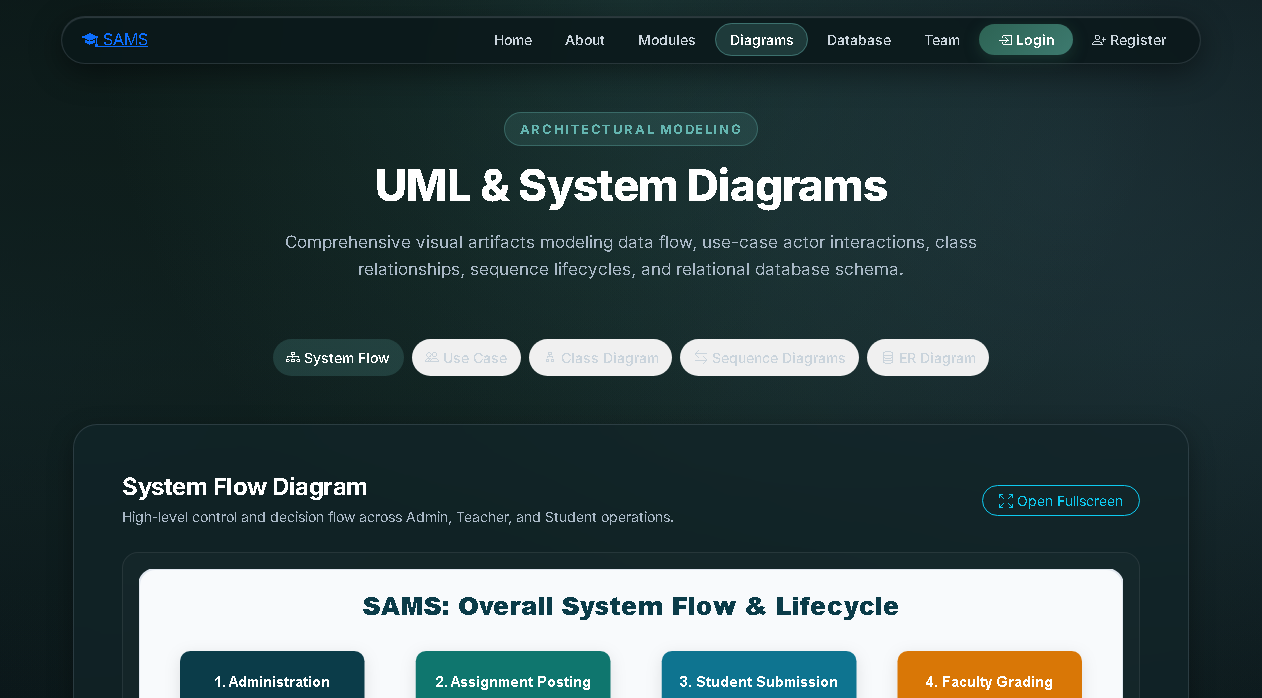 SAMS
Home About Modules Diagrams Database Team Login Register
ARCHITECTURAL MODELING
UML & System Diagrams
Comprehensive visual artifacts modeling data flow, use-case actor interactions, class
relationships, sequence lifecycles, and relational database schema.
System Flow Use Case Class Diagram Sequence Diagrams ER Diagram
System Flow Diagram
Open Fullscreen
High-level control and decision flow across Admin, Teacher, and Student operations.
SAMS: Overall System Flow & Lifecycle
1. Administration 2. Assignment Posting 3. Student Submission 4. Faculty Grading